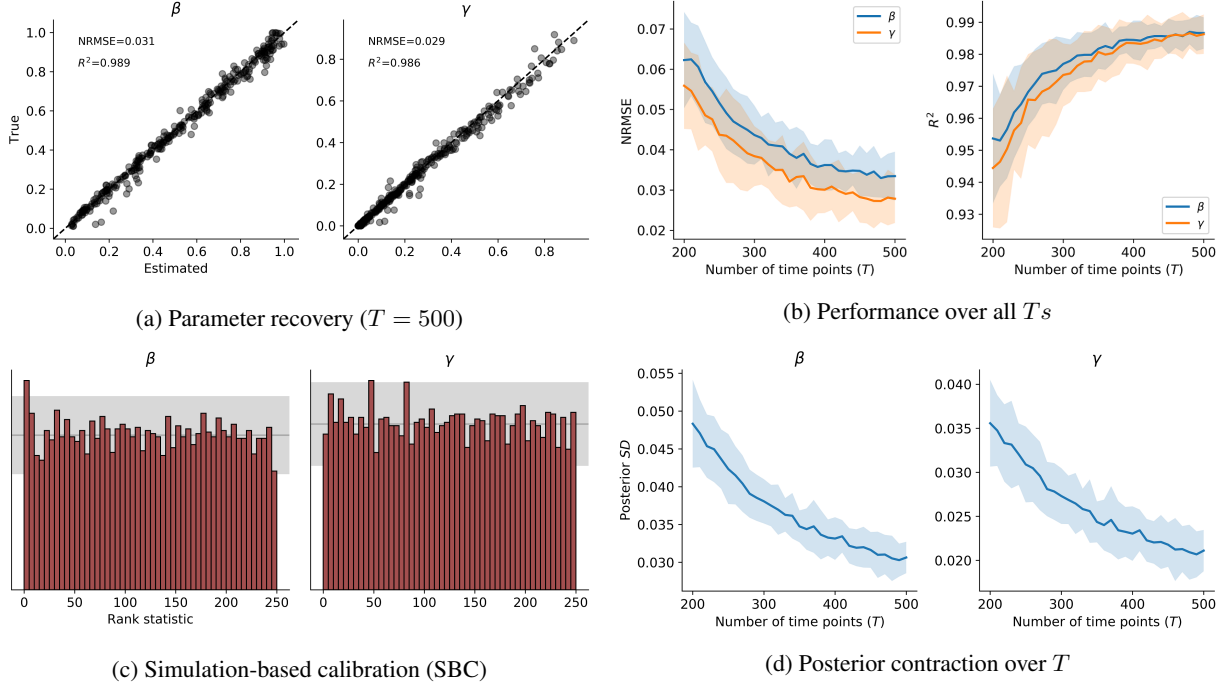 β
NRMSE=0.031
R²=0.989
True
1.0
0.8
0.6
0.4
0.2
0.0
0.0 0.2 0.4 0.6 0.8 1.0
Estimated
γ
NRMSE=0.029
R²=0.986
0.8
0.6
0.4
0.2
0.0
0.0 0.2 0.4 0.6 0.8
(a) Parameter recovery (T = 500)
β
γ
NRMSE
0.07
0.06
0.05
0.04
0.03
0.02
200 300 400 500
Number of time points (T)
R²
0.99
0.98
0.97
0.96
0.95
0.94
0.93
β
γ
200 300 400 500
Number of time points (T)
(b) Performance over all Ts
β
0 50 100 150 200 250
Rank statistic
γ
0 50 100 150 200 250
(c) Simulation-based calibration (SBC)
β
Posterior SD
0.055
0.050
0.045
0.040
0.035
0.030
200 300 400 500
Number of time points (T)
γ
0.040
0.035
0.030
0.025
0.020
200 300 400 500
Number of time points (T)
(d) Posterior contraction over T